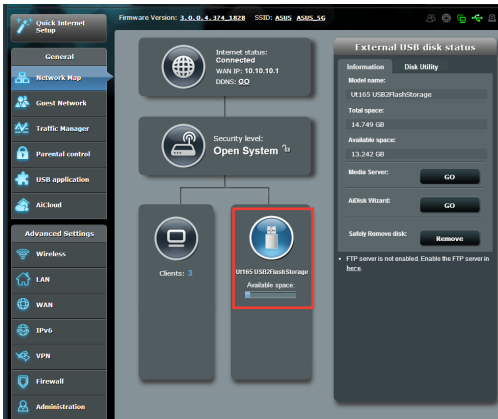 Quick Internet
Setup
Firmware Version: 3.0.0.4.374_1828 SSID: ASUS ASUS_5G
General
Network Map
Guest Network
Traffic Manager
Parental control
USB application
AiCloud
Advanced Settings
Wireless
LAN
WAN
IPv6
VPN
Firewall
Administration
Internet status:
Connected
WAN IP: 10.10.10.1
DDNS: GO
Security level:
Open System
Clients: 3
Ut165 USB2FlashStorage
Available space:
External USB disk status
Information Disk Utility
Model name:
Ut165 USB2FlashStorage
Total space:
14.749 GB
Available space:
13.242 GB
Media Server: GO
AiDisk Wizard: GO
Safely Remove disk: Remove
• FTP server is not enabled. Enable the FTP server in
here.